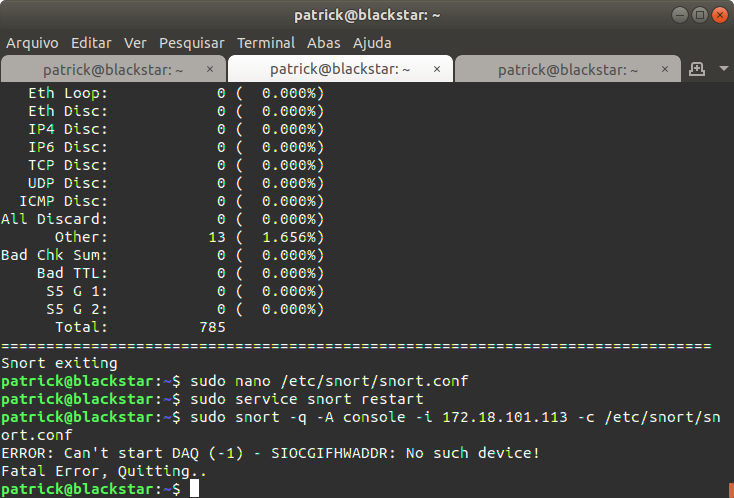 patrick@blackstar: ~
Arquivo Editar Ver Pesquisar Terminal Abas Ajuda
patrick@blackstar: ~ × patrick@blackstar: ~ × patrick@blackstar: ~ ×
Eth Loop: 0 ( 0.000%)
Eth Disc: 0 ( 0.000%)
IP4 Disc: 0 ( 0.000%)
IP6 Disc: 0 ( 0.000%)
TCP Disc: 0 ( 0.000%)
UDP Disc: 0 ( 0.000%)
ICMP Disc: 0 ( 0.000%)
All Discard: 0 ( 0.000%)
Other: 13 ( 1.656%)
Bad Chk Sum: 0 ( 0.000%)
Bad TTL: 0 ( 0.000%)
S5 G 1: 0 ( 0.000%)
S5 G 2: 0 ( 0.000%)
Total: 785
===============================================================================
Snort exiting
patrick@blackstar:~$ sudo nano /etc/snort/snort.conf
patrick@blackstar:~$ sudo service snort restart
patrick@blackstar:~$ sudo snort -q -A console -i 172.18.101.113 -c /etc/snort/sn
ort.conf
ERROR: Can't start DAQ (-1) - SIOCGIFHWADDR: No such device!
Fatal Error, Quitting..
patrick@blackstar:~$